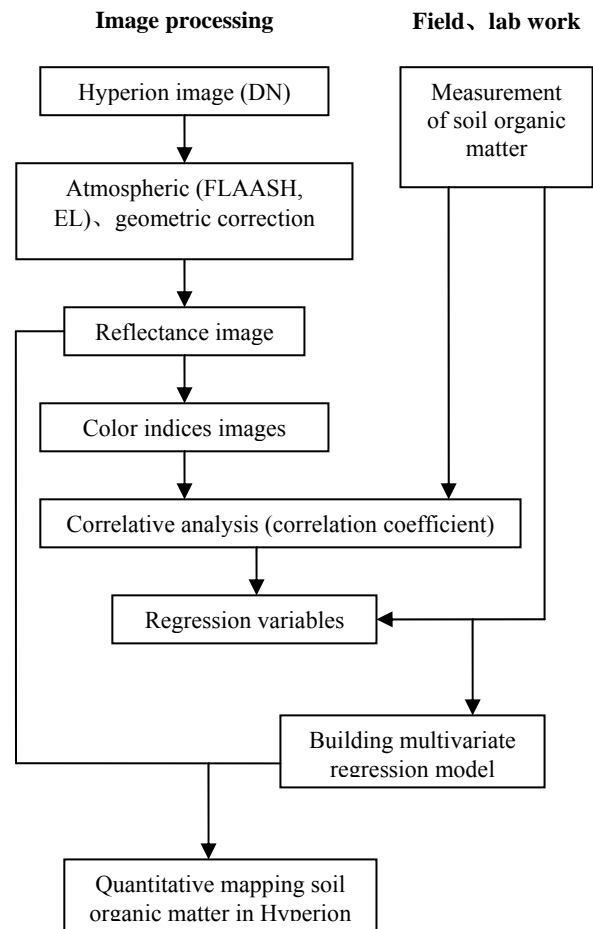 Image processing
Field、lab work
Hyperion image (DN)
Measurement
of soil organic
matter
Atmospheric (FLAASH,
EL)、geometric correction
Reflectance image
Color indices images
Correlative analysis (correlation coefficient)
Regression variables
Building multivariate
regression model
Quantitative mapping soil
organic matter in Hyperion